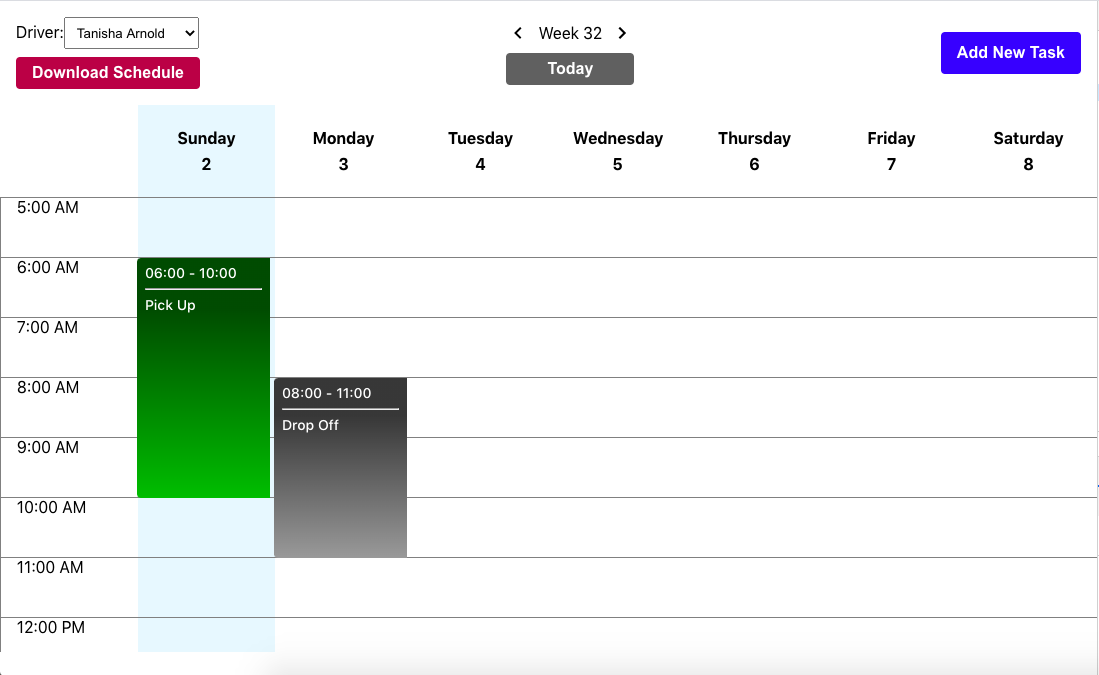 Driver: Tanisha Arnold
Download Schedule
Week 32
Today
Add New Task
Sunday Monday Tuesday Wednesday Thursday Friday Saturday
2 3 4 5 6 7 8
5:00 AM
6:00 AM
06:00 - 10:00
Pick Up
7:00 AM
8:00 AM
08:00 - 11:00
Drop Off
9:00 AM
10:00 AM
11:00 AM
12:00 PM